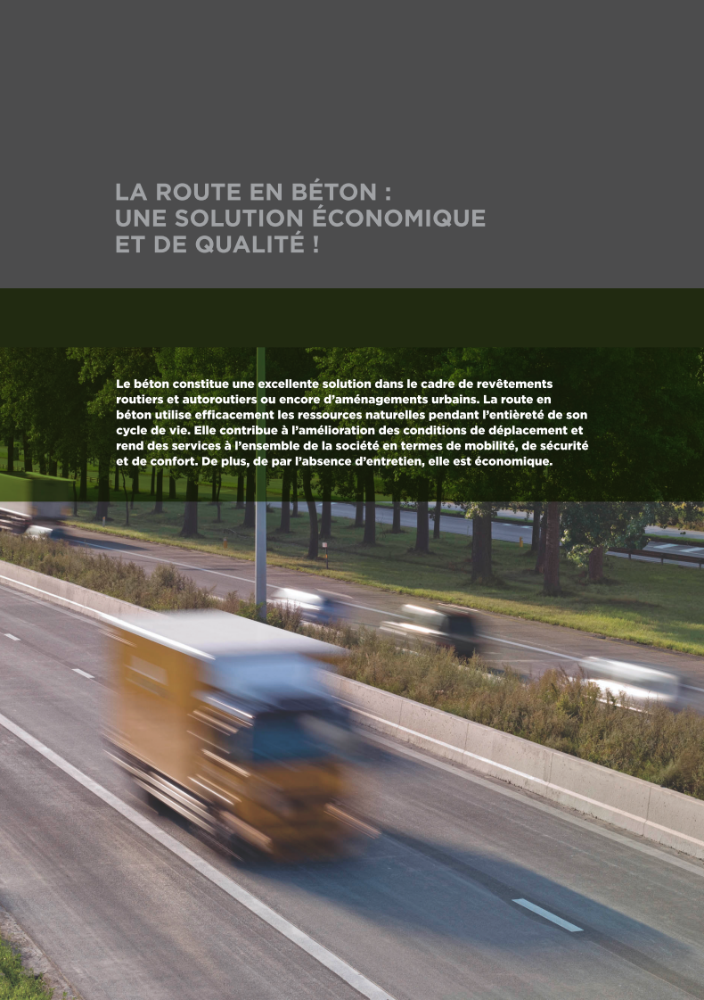 LA ROUTE EN BÉTON :
UNE SOLUTION ÉCONOMIQUE
ET DE QUALITÉ !
Le béton constitue une excellente solution dans le cadre de revêtements
routiers et autoroutiers ou encore d’aménagements urbains. La route en
béton utilise efficacement les ressources naturelles pendant l’entièreté de son
cycle de vie. Elle contribue à l’amélioration des conditions de déplacement et
rend des services à l’ensemble de la société en termes de mobilité, de sécurité
et de confort. De plus, de par l’absence d’entretien, elle est économique.